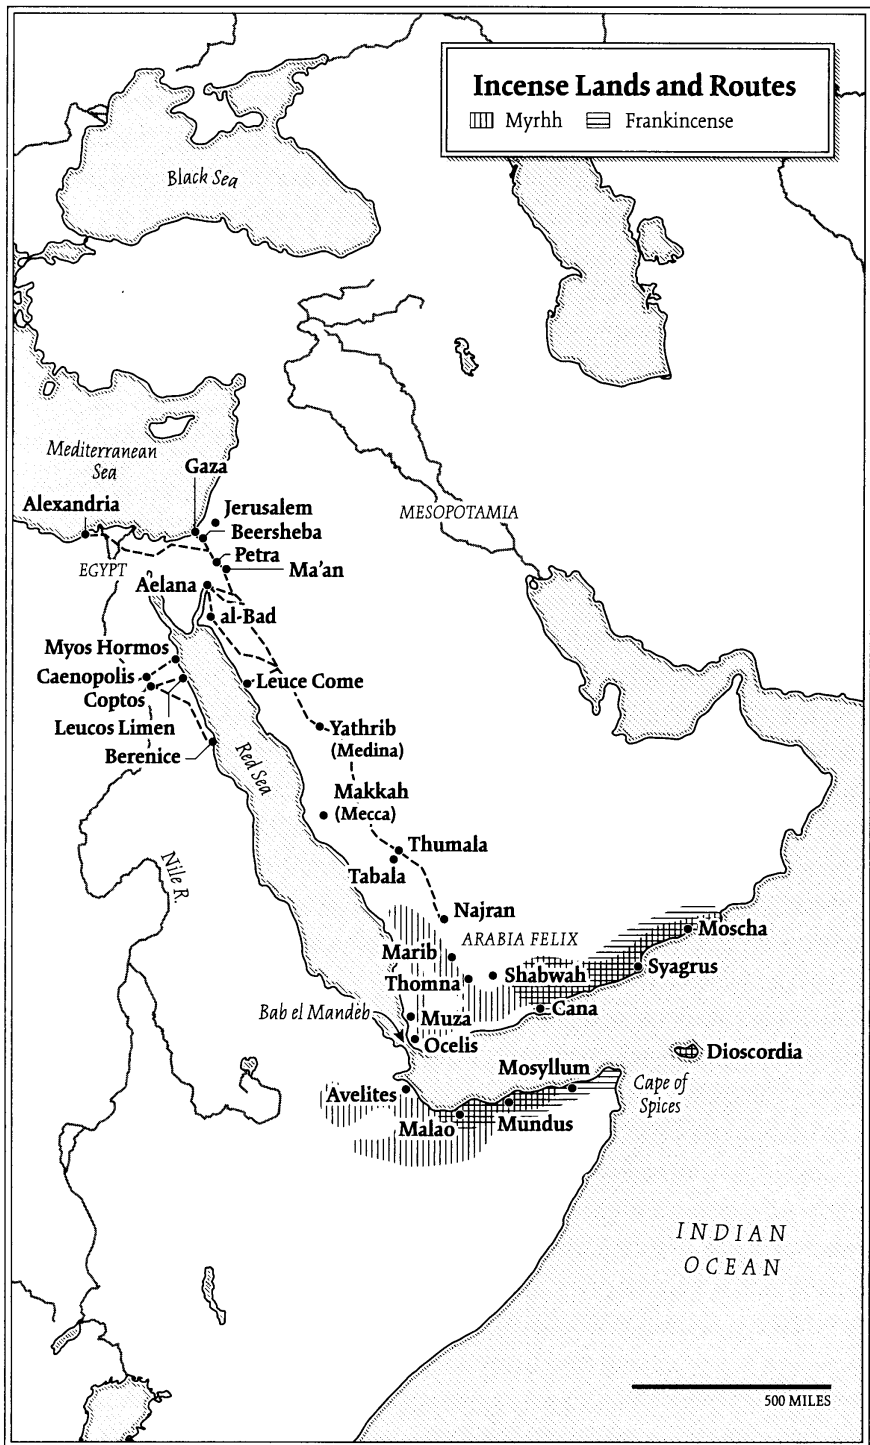 Incense Lands and Routes
Myrhh Frankincense
Black Sea
Mediterranean
Sea
Gaza
Alexandria
Jerusalem
Beersheba
MESOPOTAMIA
Petra
EGYPT
Ma'an
Aelana
al-Bad
Myos Hormos
Caenopolis
Leuce Come
Coptos
Leucos Limen
Yathrib
(Medina)
Berenice
Red Sea
Makkah
(Mecca)
Thumala
Tabala
Nile R.
Najran
Moscha
ARABIA FELIX
Marib
Syagrus
Shabwah
Thomna
Cana
Bab el Mandeb
Muza
Ocelis
Dioscordia
Mosyllum
Cape of
Spices
Avelites
Malao
Mundus
INDIAN
OCEAN
500 MILES